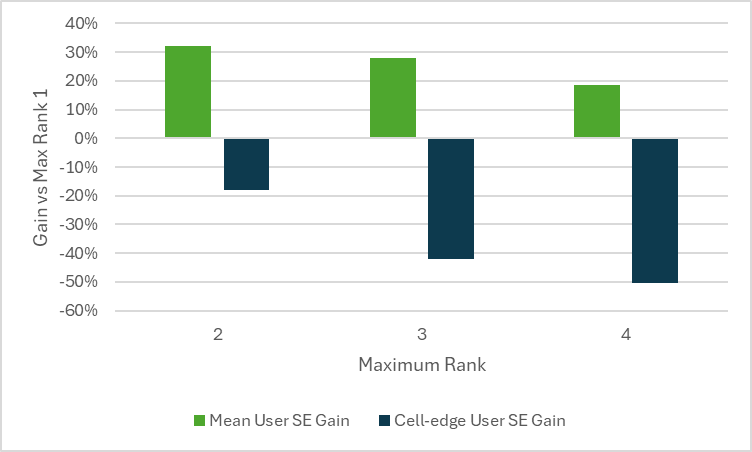 40%
30%
20%
10%
0%
-10%
-20%
-30%
-40%
-50%
-60%
Gain vs Max Rank 1
2 3 4
Maximum Rank
Mean User SE Gain Cell-edge User SE Gain